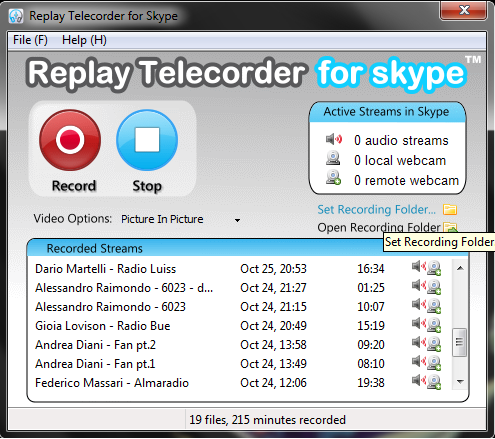 Replay Telecorder for Skype
File (F) Help (H)
Replay Telecorder for skype™
Active Streams in Skype
0 audio streams
0 local webcam
0 remote webcam
Record Stop
Set Recording Folder...
Video Options: Picture In Picture
Open Recording Folder
Set Recording Folder
Recorded Streams
Dario Martelli - Radio Luiss Oct 25, 20:53 16:34
Alessandro Raimondo - 6023 - d... Oct 24, 21:27 01:25
Alessandro Raimondo - 6023 Oct 24, 21:15 10:07
Gioia Lovison - Radio Bue Oct 24, 20:49 15:19
Andrea Diani - Fan pt.2 Oct 24, 13:58 09:20
Andrea Diani - Fan pt.1 Oct 24, 13:49 08:10
Federico Massari - Almaradio Oct 24, 12:06 19:38
19 files, 215 minutes recorded